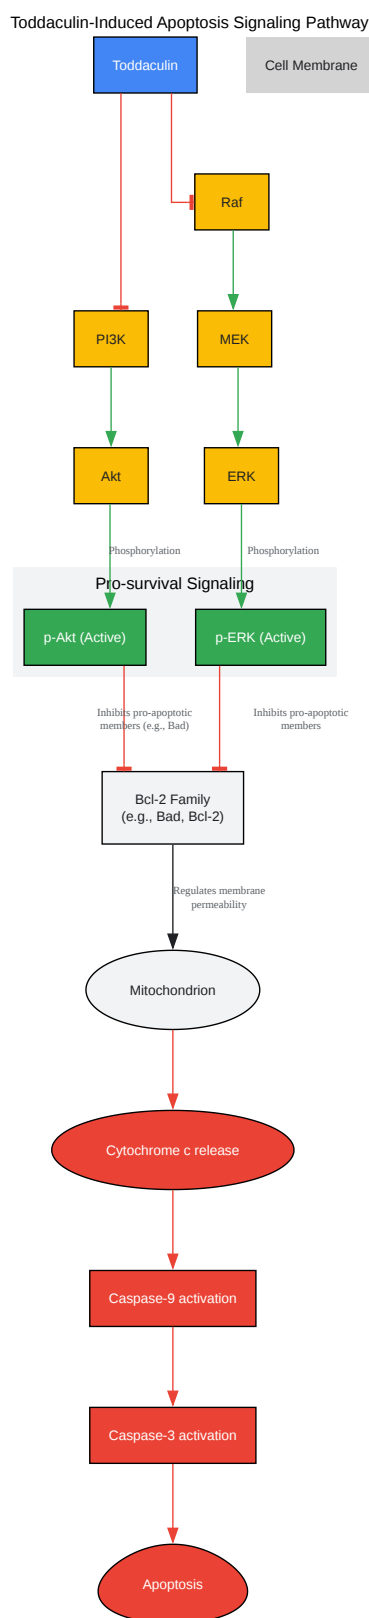 Toddaculin-Induced Apoptosis Signaling Pathway
Toddaculin
Cell Membrane
Raf
PI3K
MEK
Akt
ERK
Phosphorylation
Phosphorylation
Pro-survival Signaling
p-Akt (Active)
p-ERK (Active)
Inhibits pro-apoptotic
members (e.g., Bad)
Inhibits pro-apoptotic
members
Bcl-2 Family
(e.g., Bad, Bcl-2)
Regulates membrane
permeability
Mitochondrion
Cytochrome c release
Caspase-9 activation
Caspase-3 activation
Apoptosis